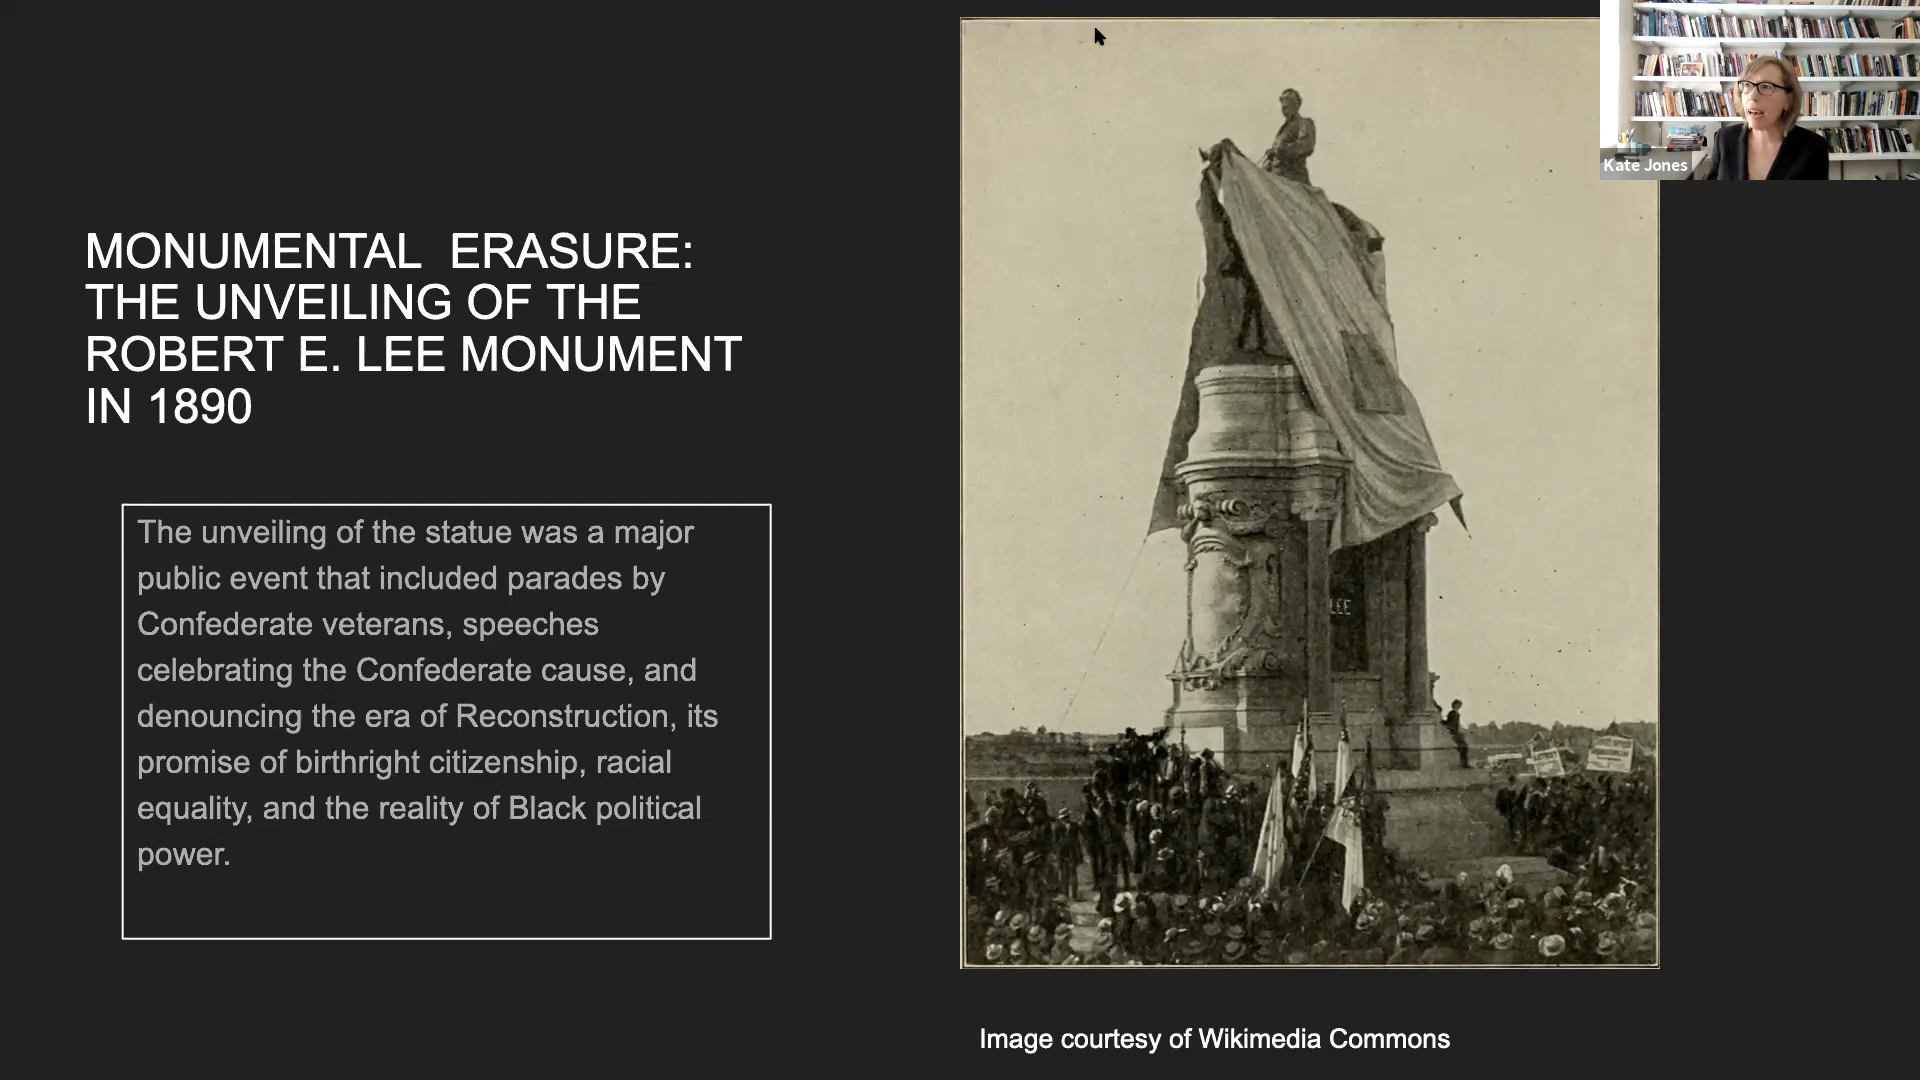 MONUMENTAL  ERASURE:
THE UNVEILING OF THE
ROBERT E. LEE MONUMENT
IN 1890
The unveiling of the statue was a major
public event that included parades by
Confederate veterans, speeches
celebrating the Confederate cause, and
denouncing the era of Reconstruction, its
promise of birthright citizenship, racial
equality, and the reality of Black political
power.
LEE
Kate Jones
Image courtesy of Wikimedia Commons